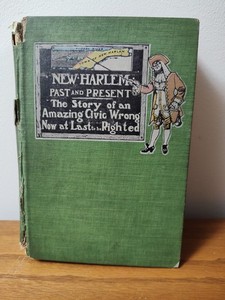 NEW HARLEM
PAST AND PRESENT
The Story of an
Amazing Civic Wrong
Now at Last to be Righted